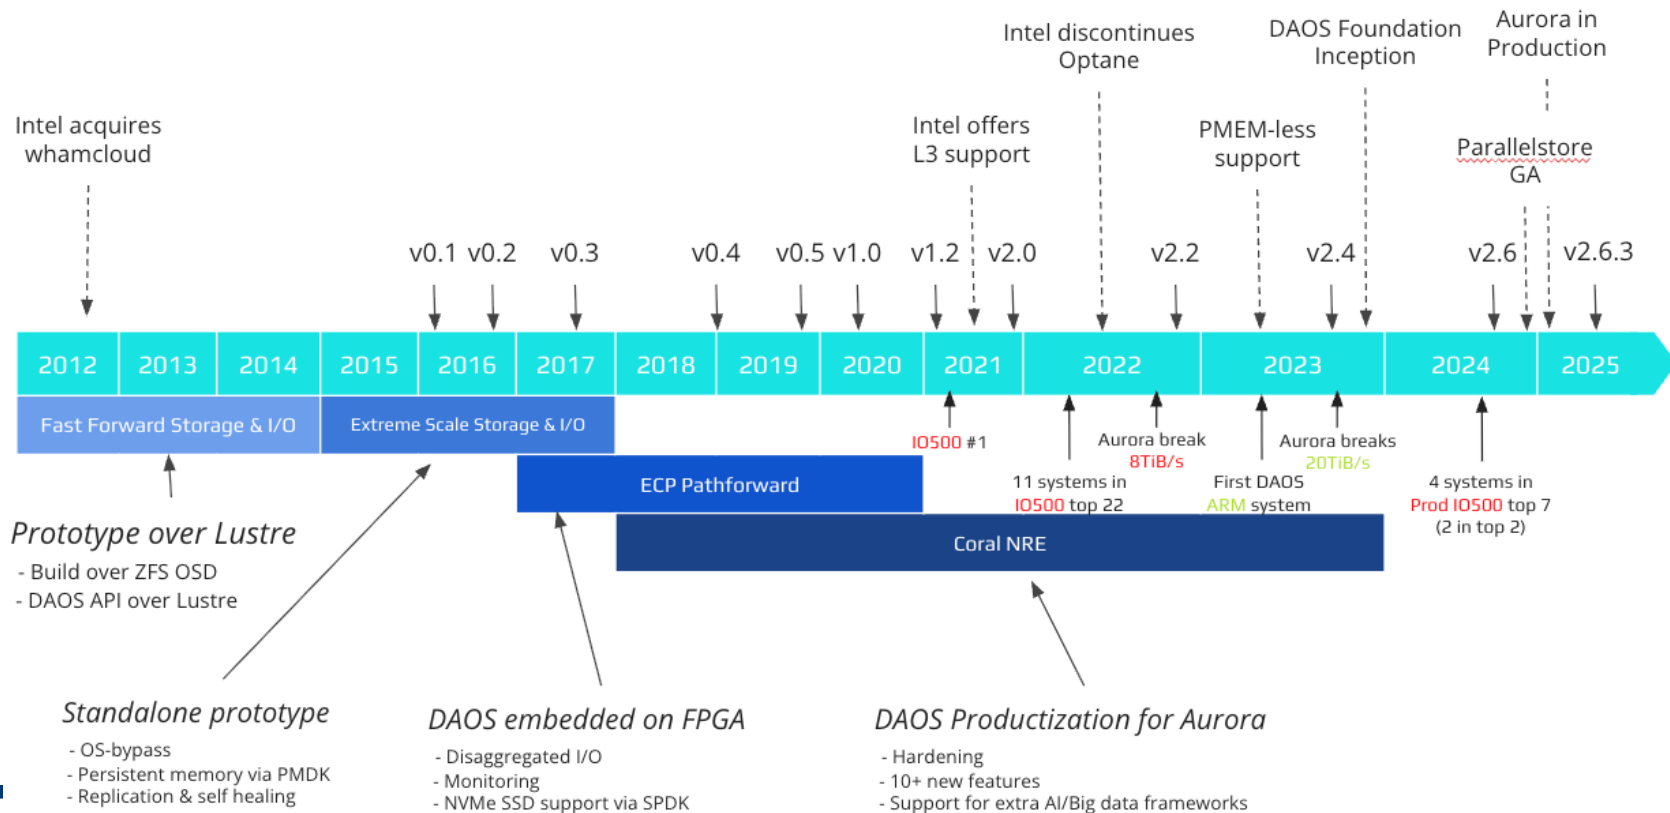 Intel acquires
whamcloud
Intel offers
L3 support
Intel discontinues
Optane
PMEM-less
support
DAOS Foundation
Inception
Aurora in
Production
Parallelstore
GA
v0.1
v0.2
v0.3
v0.4
v0.5
v1.0
v1.2
v2.0
v2.2
v2.4
v2.6
v2.6.3
2012
2013
2014
2015
2016
2017
2018
2019
2020
2021
2022
2023
2024
2025
Fast Forward Storage & I/O
Extreme Scale Storage & I/O
ECP Pathforward
Coral NRE
IO500 #1
11 systems in
IO500 top 22
Aurora break
8TiB/s
First DAOS
ARM system
Aurora breaks
20TiB/s
4 systems in
Prod IO500 top 7
(2 in top 2)
Prototype over Lustre
- Build over ZFS OSD
- DAOS API over Lustre
Standalone prototype
- OS-bypass
- Persistent memory via PMDK
- Replication & self healing
DAOS embedded on FPGA
- Disaggregated I/O
- Monitoring
- NVMe SSD support via SPDK
DAOS Productization for Aurora
- Hardening
- 10+ new features
- Support for extra AI/Big data frameworks